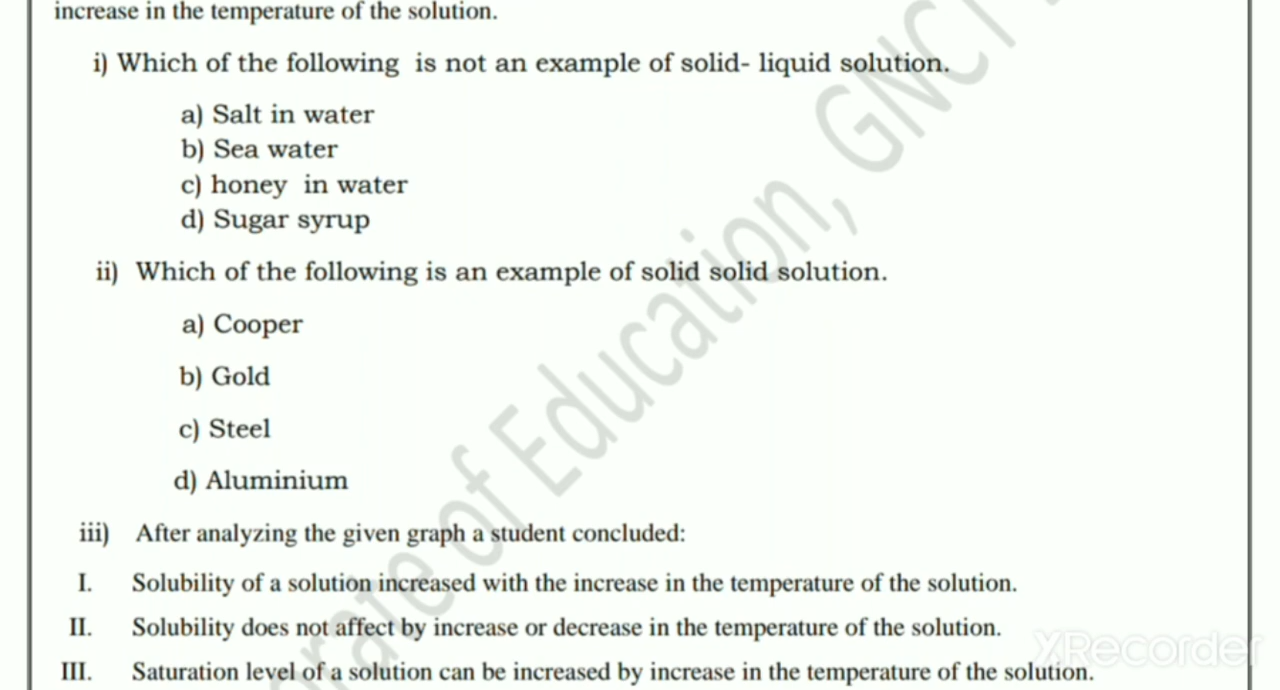 increase in the temperature of the solution.
i) Which of the following is not an example of solid- liquid solution.
a) Salt in water
b) Sea water
c) honey in water
d) Sugar syrup
ii) Which of the following is an example of solid solid solution.
a) Cooper
b) Gold
c) Steel
d) Aluminium
iii) After analyzing the given graph a student concluded:
I. Solubility of a solution increased with the increase in the temperature of the solution.
II. Solubility does not affect by increase or decrease in the temperature of the solution.
III. Saturation level of a solution can be increased by increase in the temperature of the solution.
of Education, GNCT
XRecorder